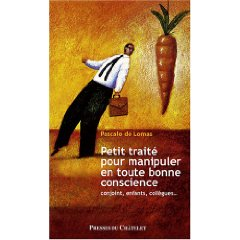 Pascale de Lomas
Petit traité
pour manipuler
en toute bonne
conscience
conjoint, enfants, collègues...
PRESSES DU CHÂTELET